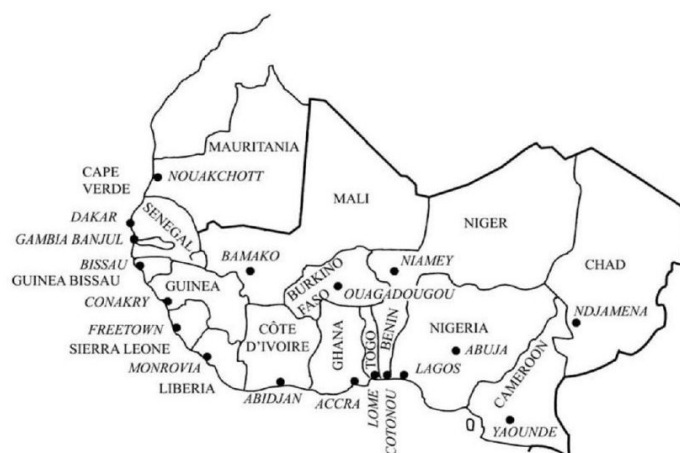 MAURITANIA
CAPE
VERDE
NOUAKCHOTT
MALI
DAKAR
SENEGAL
GAMBIA BANJUL
NIGER
BAMAKO
NIAMEY
CHAD
BISSAU
GUINEA BISSAU
GUINEA
BURKINO
FASO
OUAGADOUGOU
CONAKRY
NDJAMENA
FREETOWN
SIERRA LEONE
CÔTE
D'IVOIRE
GHANA
TOGO
BENIN
NIGERIA
ABUJA
CAMEROON
MONROVIA
LIBERIA
ABIDJAN
ACCRA
LOME
COTONOU
LAGOS
YAOUNDE